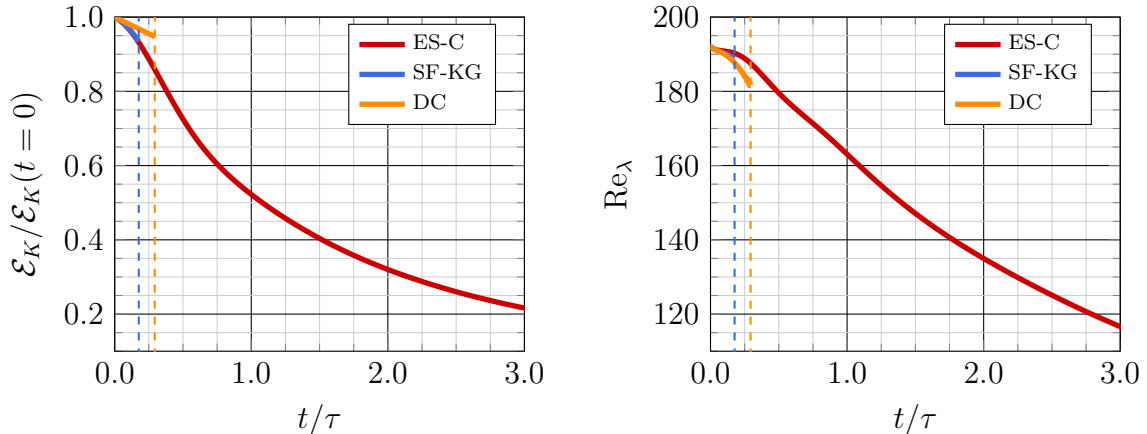 1.0
0.8
0.6
0.4
0.2
0.0
1.0
2.0
3.0
t/τ
ℰ_K/ℰ_K(t = 0)
ES-C
SF-KG
DC
200
180
160
140
120
0.0
1.0
2.0
3.0
t/τ
Re_λ
ES-C
SF-KG
DC